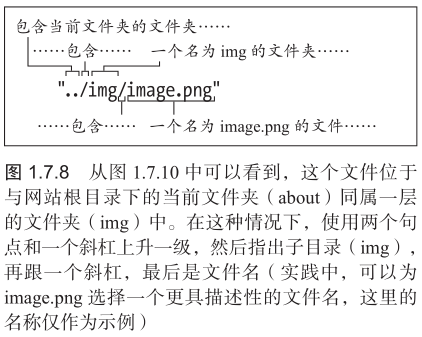 包含当前文件夹的文件夹……
……包含…… 一个名为 img 的文件夹……
"../img/image.png"
……包含…… 一个名为 image.png 的文件……
图 1.7.8 从图 1.7.10 中可以看到，这个文件位于
与网站根目录下的当前文件夹（about）同属一层
的文件夹（img）中。在这种情况下，使用两个句
点和一个斜杠上升一级，然后指出子目录（img），
再跟一个斜杠，最后是文件名（实践中，可以为
image.png 选择一个更具描述性的文件名，这里的
名称仅作为示例）